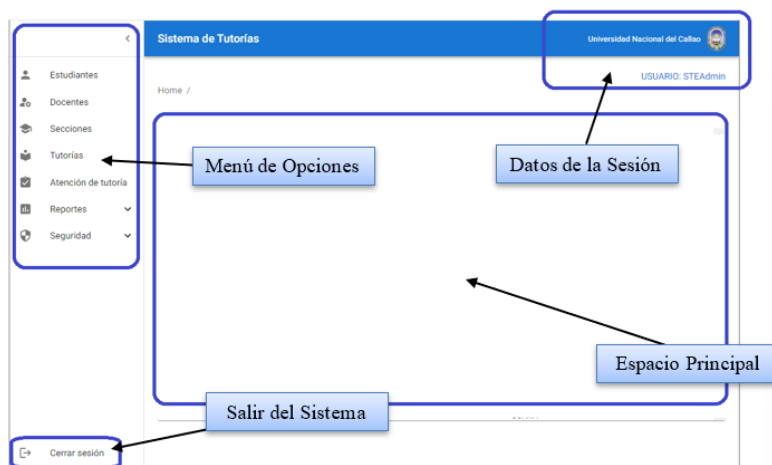 Sistema de Tutorías
Universidad Nacional del Callao
USUARIO: STEAdmin
Home /
Estudiantes
Docentes
Secciones
Tutorías
Atención de tutoría
Reportes
Seguridad
Menú de Opciones
Datos de la Sesión
Espacio Principal
Salir del Sistema
Cerrar sesión